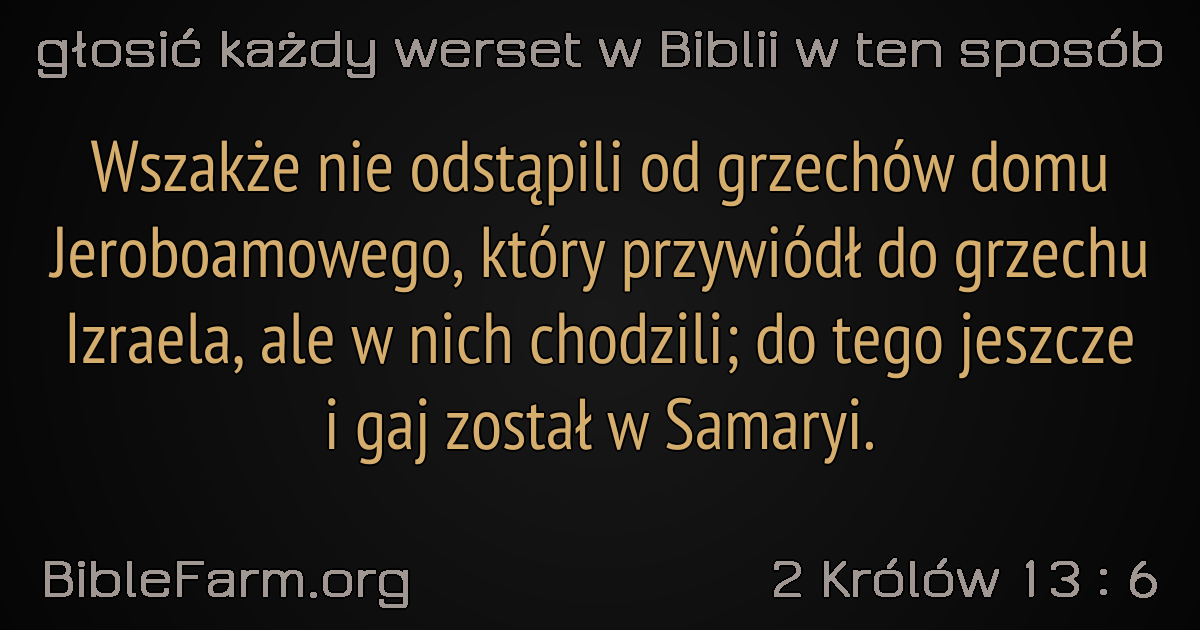 głosić każdy werset w Biblii w ten sposób
Wszakże nie odstąpili od grzechów domu
Jeroboamowego, który przywiódł do grzechu
Izraela, ale w nich chodzili; do tego jeszcze
i gaj został w Samaryi.
BibleFarm.org
2 Królów 13 : 6